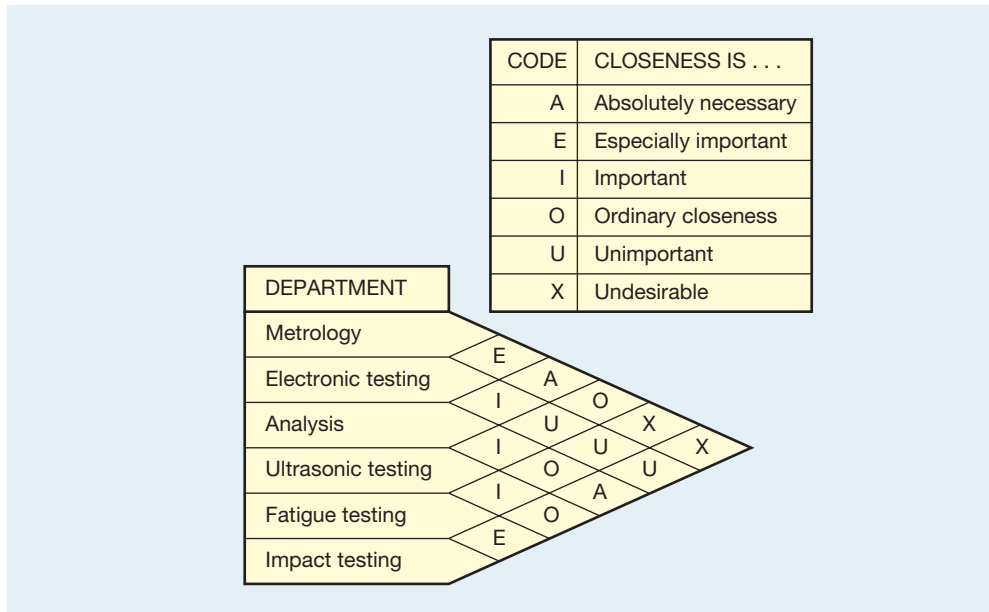 CODE CLOSENESS IS . . .
A Absolutely necessary
E Especially important
I Important
O Ordinary closeness
U Unimportant
X Undesirable
DEPARTMENT
Metrology
E
Electronic testing A
I O
Analysis U X
I U X
Ultrasonic testing O U
I A
Fatigue testing O
E
Impact testing